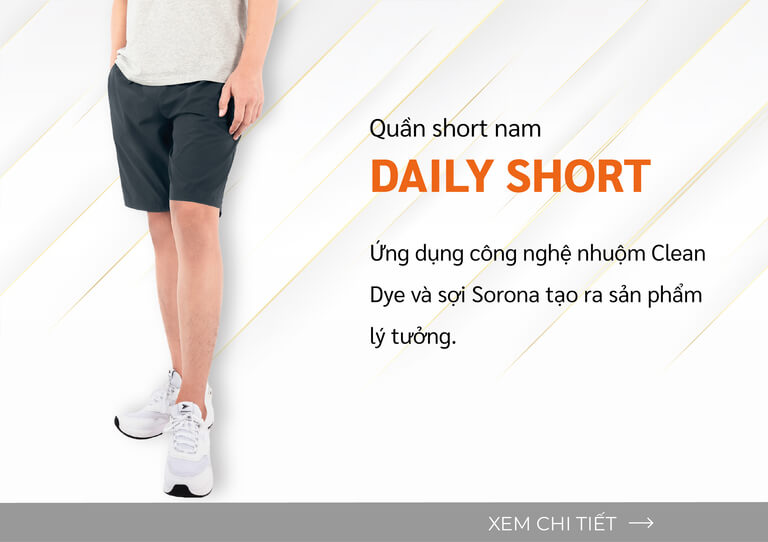 Quần short nam
DAILY SHORT
Ứng dụng công nghệ nhuộm Clean
Dye và sợi Sorona tạo ra sản phẩm
lý tưởng.
XEM CHI TIẾT